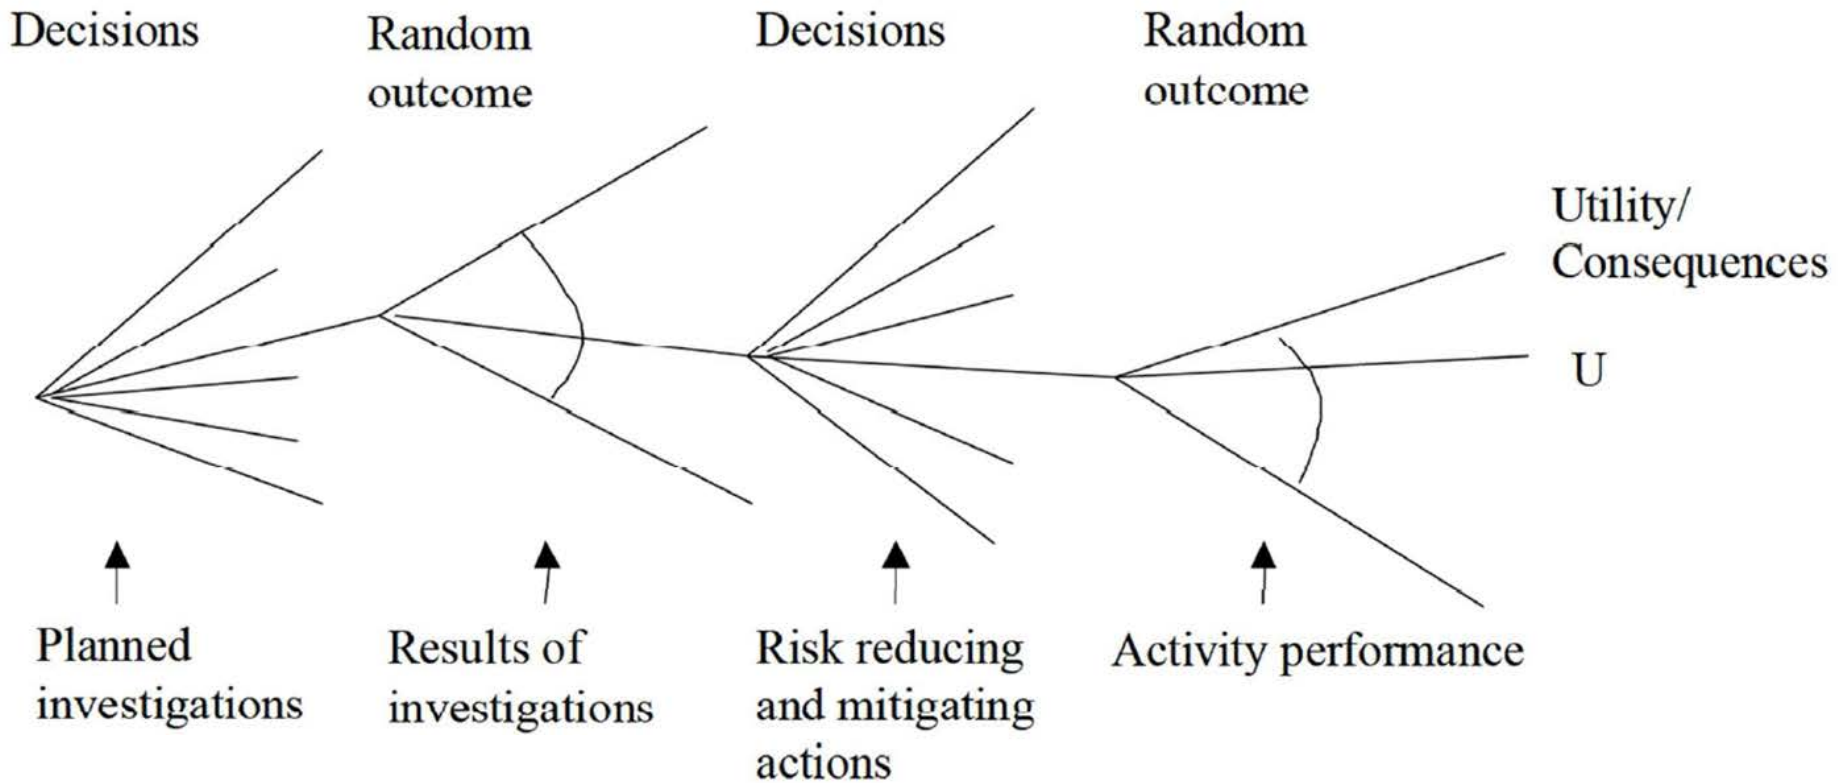 Decisions
Random
outcome
Decisions
Random
outcome
Utility/
Consequences
U
Planned
investigations
Results of
investigations
Risk reducing
and mitigating
actions
Activity performance